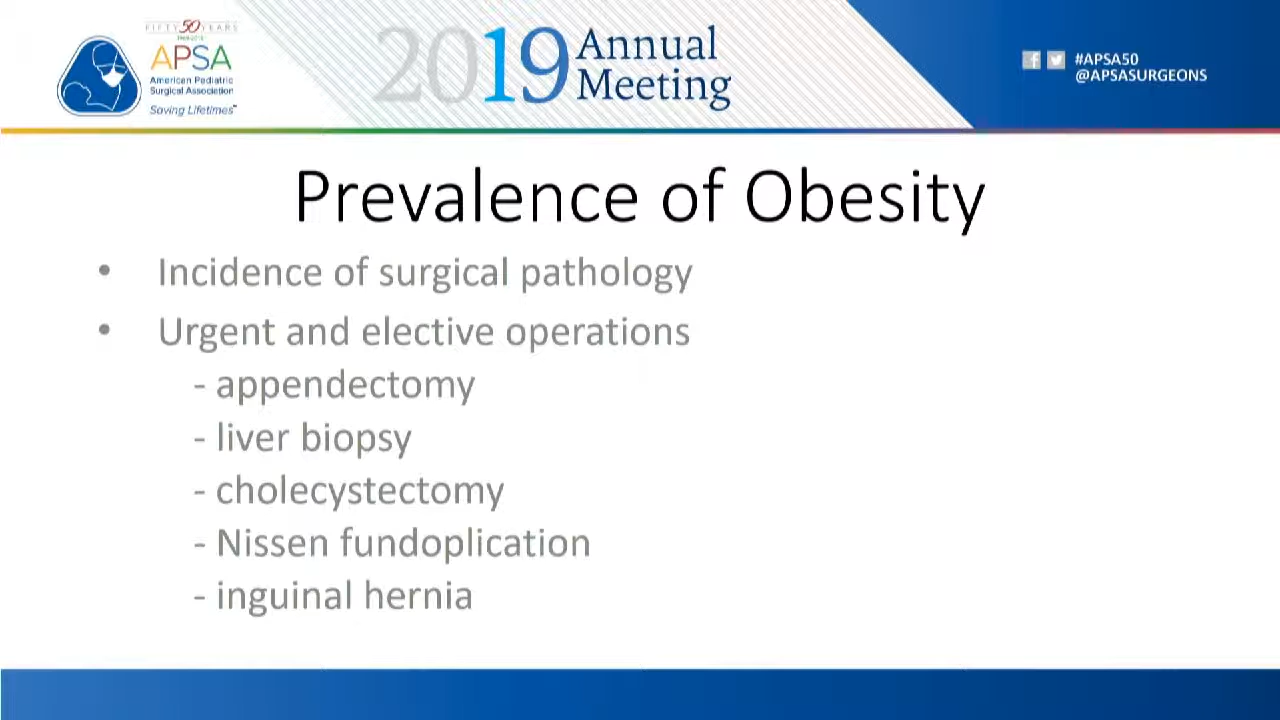 FIFTY 50 YEARS
APSA
American Pediatric
Surgical Association
Saving Lifetimes™
2019 Annual
Meeting
#APSA50
@APSASURGEONS
Prevalence of Obesity
• Incidence of surgical pathology
• Urgent and elective operations
- appendectomy
- liver biopsy
- cholecystectomy
- Nissen fundoplication
- inguinal hernia